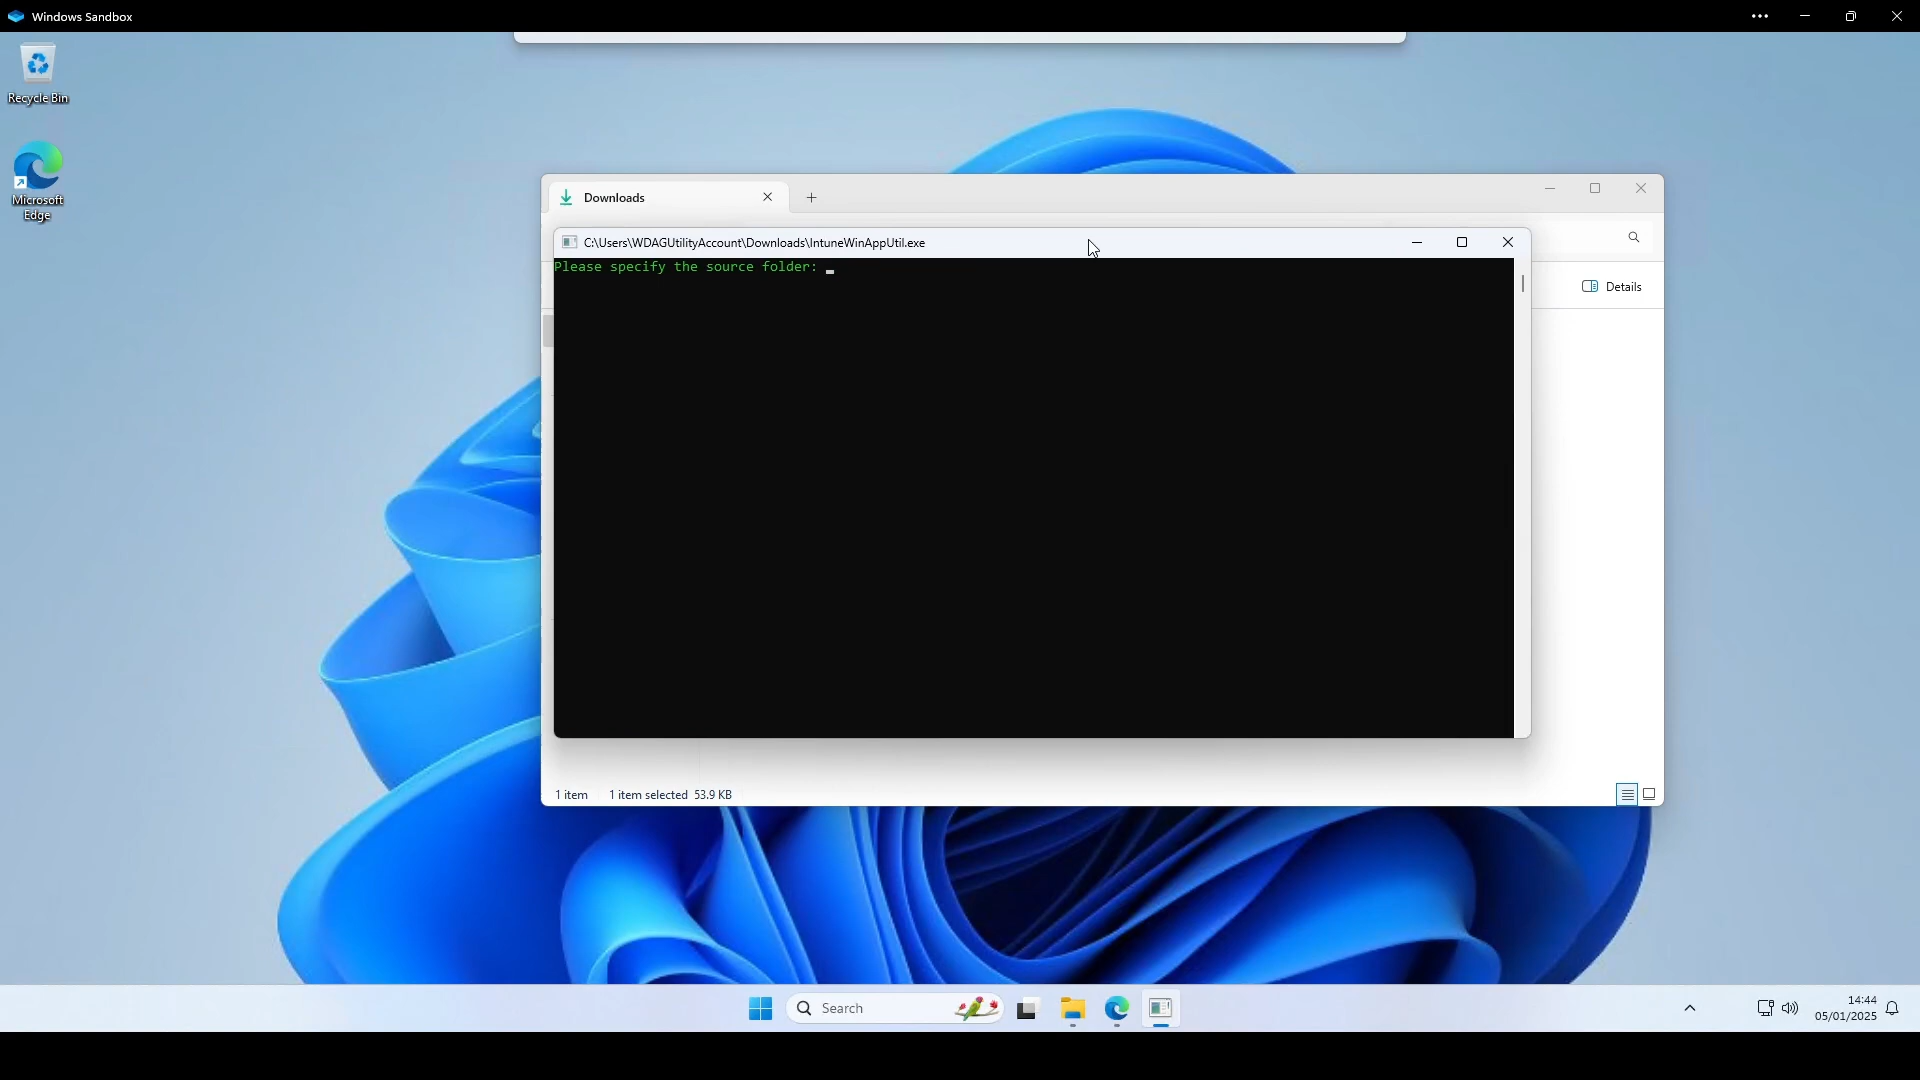 Windows Sandbox
Recycle Bin
Microsoft
Edge
Downloads
C:\Users\WDAGUtilityAccount\Downloads\IntuneWinAppUtil.exe
Please specify the source folder:
Details
1 item 1 item selected 53.9 KB
Search
14:44
05/01/2025